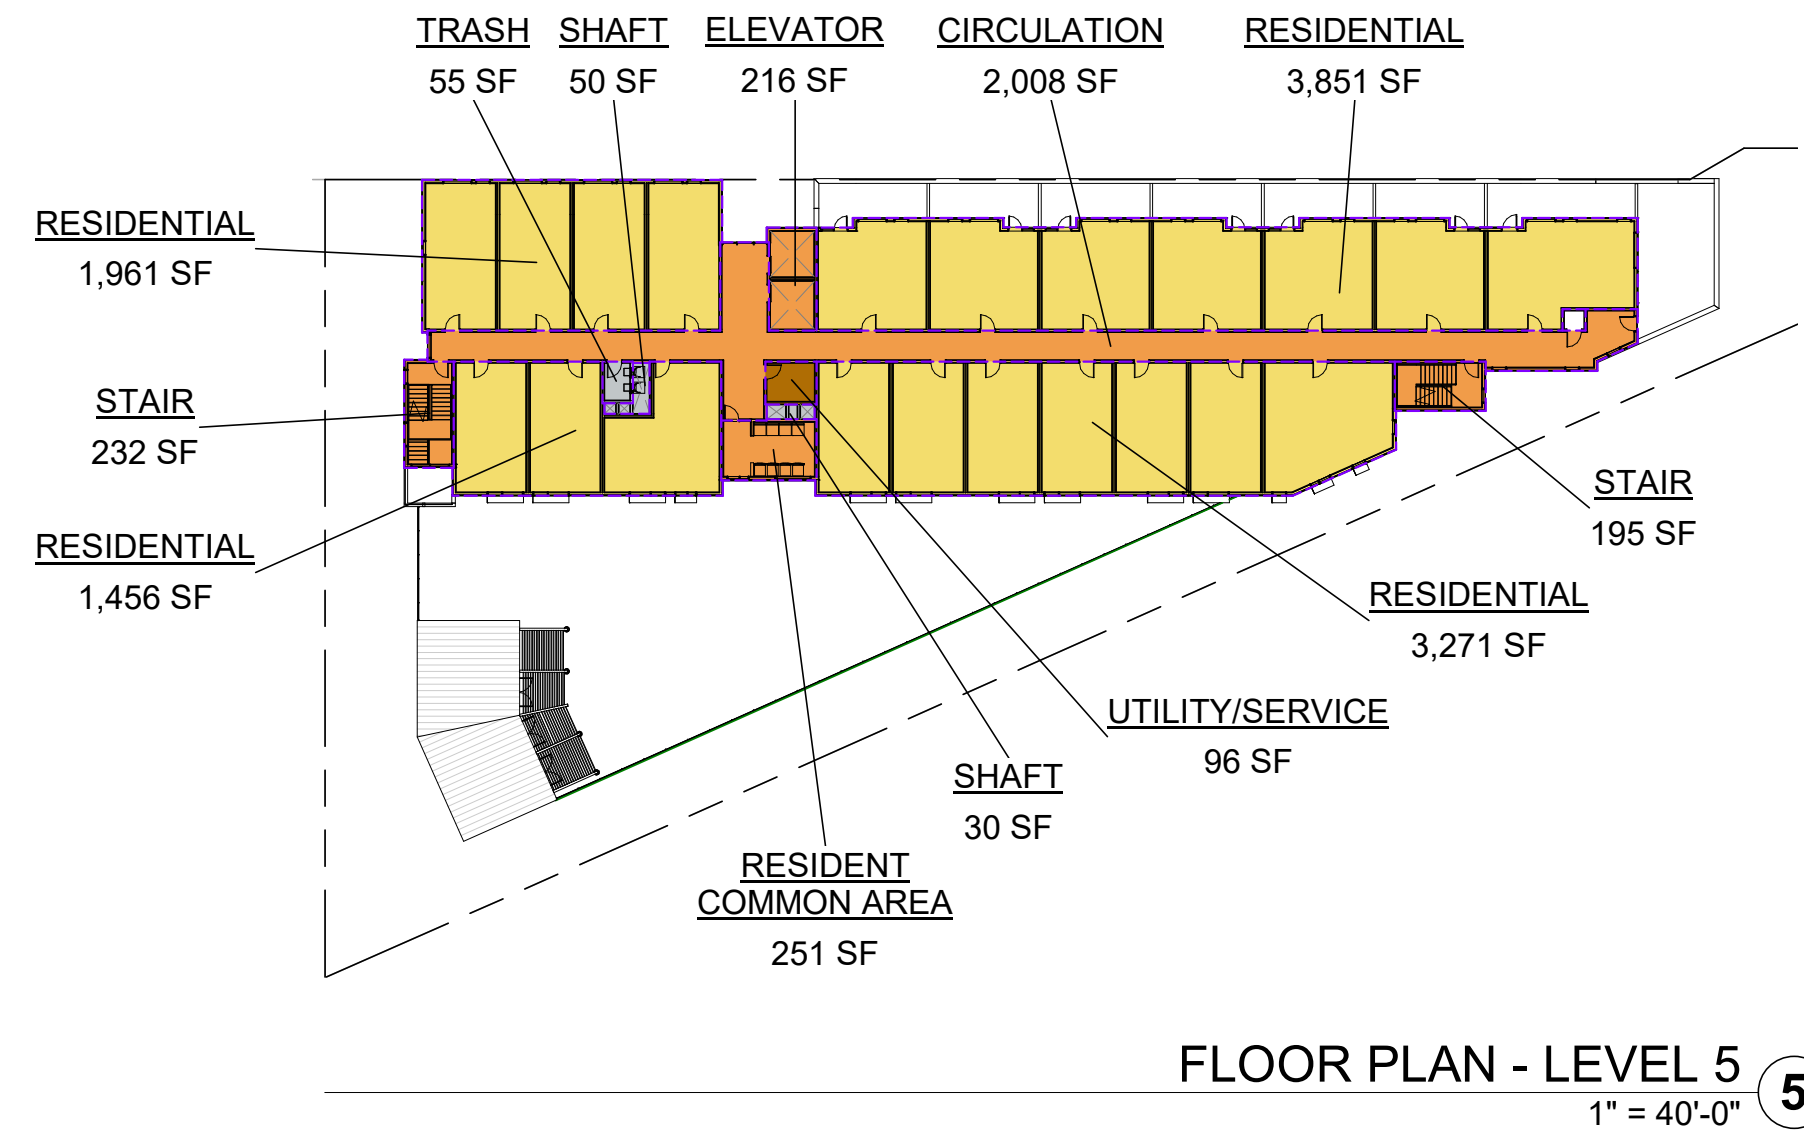 TRASH
55 SF
SHAFT
50 SF
ELEVATOR
216 SF
CIRCULATION
2,008 SF
RESIDENTIAL
3,851 SF
RESIDENTIAL
1,961 SF
STAIR
232 SF
RESIDENTIAL
1,456 SF
STAIR
195 SF
RESIDENTIAL
3,271 SF
UTILITY/SERVICE
96 SF
SHAFT
30 SF
RESIDENT
COMMON AREA
251 SF
FLOOR PLAN - LEVEL 5
1" = 40'-0"
5